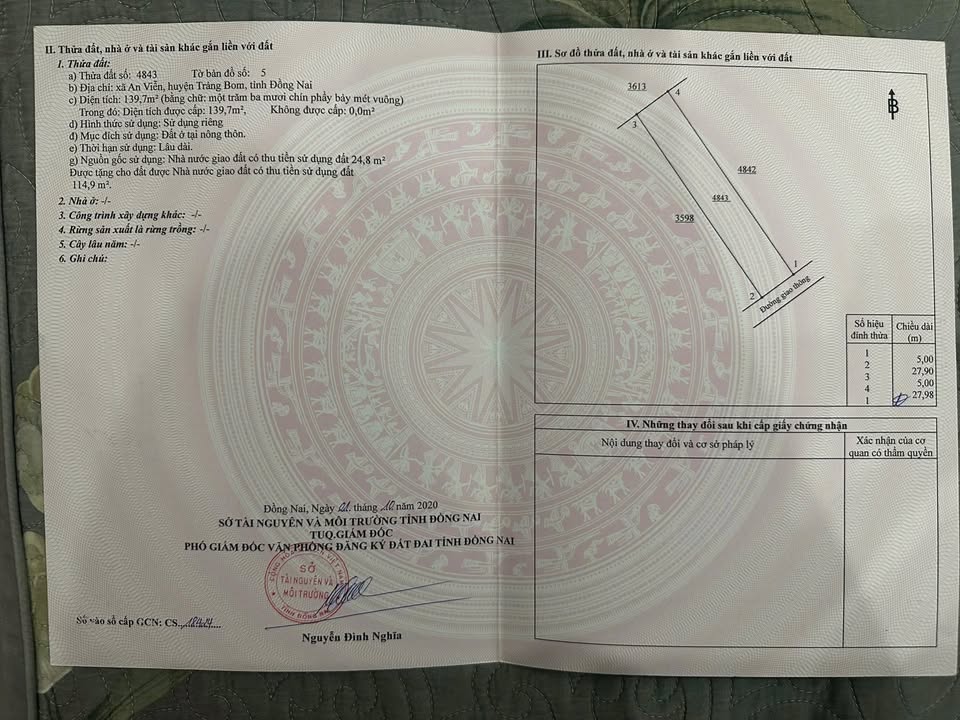 II. Thửa đất, nhà ở và tài sản khác gắn liền với đất
1. Thửa đất:
a) Thửa đất số: 4843 Tờ bản đồ số: 5
b) Địa chỉ: xã An Viễn, huyện Trảng Bom, tỉnh Đồng Nai
c) Diện tích: 139,7m² (bằng chữ: một trăm ba mươi chín phẩy bảy mét vuông)
Trong đó: Diện tích được cấp: 139,7m², Không được cấp: 0,0m²
d) Hình thức sử dụng: Sử dụng riêng
đ) Mục đích sử dụng: Đất ở tại nông thôn.
e) Thời hạn sử dụng: Lâu dài.
g) Nguồn gốc sử dụng: Nhà nước giao đất có thu tiền sử dụng đất 24,8 m²
Được tặng cho đất được Nhà nước giao đất có thu tiền sử dụng đất
114,9 m².
2. Nhà ở: -/-
3. Công trình xây dựng khác: -/-
4. Rừng sản xuất là rừng trồng: -/-
5. Cây lâu năm: -/-
6. Ghi chú:
Đồng Nai, Ngày 01 tháng 10 năm 2020
SỞ TÀI NGUYÊN VÀ MÔI TRƯỜNG TỈNH ĐỒNG NAI
TUQ.GIÁM ĐỐC
PHÓ GIÁM ĐỐC VĂN PHÒNG ĐĂNG KÝ ĐẤT ĐAI TỈNH ĐỒNG NAI
SỞ
TÀI NGUYÊN VÀ
MÔI TRƯỜNG
TỈNH ĐỒNG NAI
Nguyễn Đình Nghĩa
Số vào sổ cấp GCN: CS
III. Sơ đồ thửa đất, nhà ở và tài sản khác gắn liền với đất
B
3613
4
3
4842
4843
3598
1
2
Đường giao thông
Số hiệu đỉnh thửa
Chiều dài (m)
1
5,00
2
27,90
3
5,00
4
27,98
1
IV. Những thay đổi sau khi cấp giấy chứng nhận
Nội dung thay đổi và cơ sở pháp lý
Xác nhận của cơ
quan có thẩm quyền